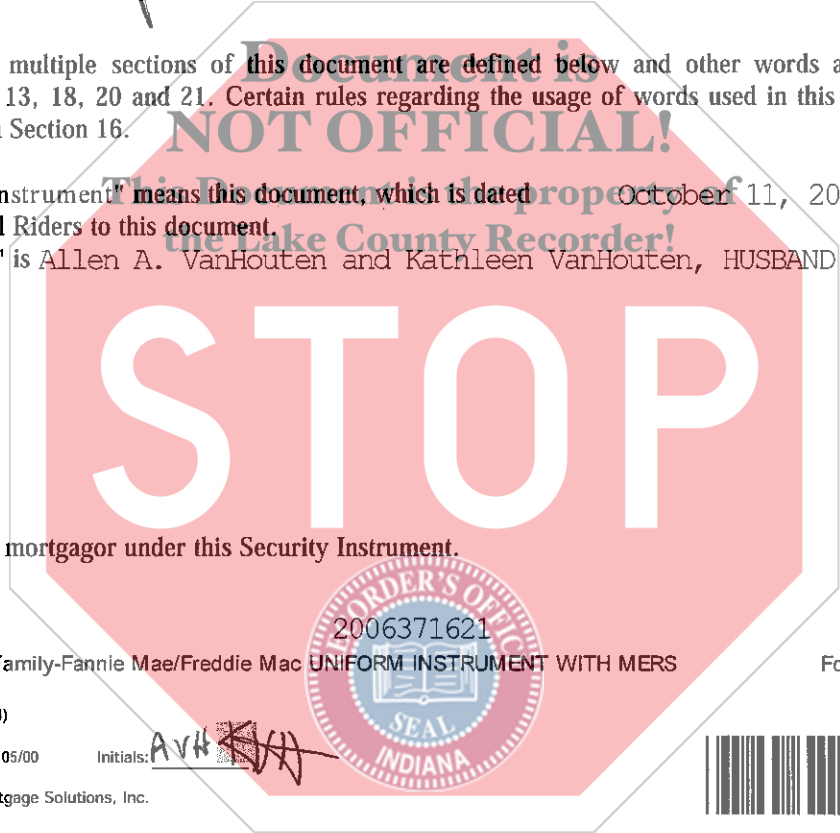 multiple sections of this document are defined below and other words a
Document is
13, 18, 20 and 21. Certain rules regarding the usage of words used in this
Section 16.
NOT OFFICIAL!
nstrument" means this document, which is dated October 11, 20
This Document is the property of
Riders to this document.
the Lake County Recorder!
" is Allen A. VanHouten and Kathleen VanHouten, HUSBAND
STOP
mortgagor under this Security Instrument.
ORDER'S OFFIC
2006371621
Family-Fannie Mae/Freddie Mac UNIFORM INSTRUMENT WITH MERS Fo
SEAL
05/00 Initials: AVH KVH
INDIANA
tgage Solutions, Inc.